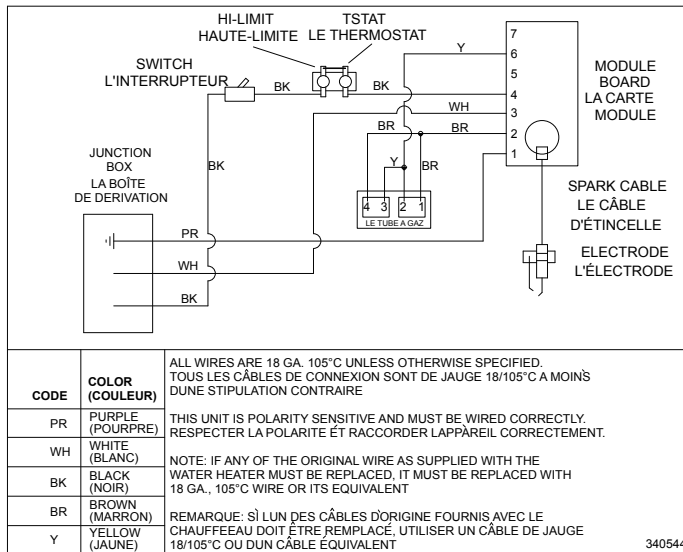 HI-LIMIT
HAUTE-LIMITE
TSTAT
LE THERMOSTAT
SWITCH
L'INTERRUPTEUR
BK
BK
Y
WH
BR
BR
7
6
5
4
3
2
1
MODULE
BOARD
LA CARTE
MODULE
JUNCTION
BOX
LA BOÎTE
DE DERIVATION
BK
Y
BR
4 3 2 1
LE TUBE A GAZ
SPARK CABLE
LE CÂBLE
D'ÉTINCELLE
ELECTRODE
L'ÉLECTRODE
PR
WH
BK
CODE
COLOR
(COULEUR)
PR
PURPLE
(POURPRE)
WH
WHITE
(BLANC)
BK
BLACK
(NOIR)
BR
BROWN
(MARRON)
Y
YELLOW
(JAUNE)
ALL WIRES ARE 18 GA. 105°C UNLESS OTHERWISE SPECIFIED.
TOUS LES CÂBLES DE CONNEXION SONT DE JAUGE 18/105°C A MOINS
DUNE STIPULATION CONTRAIRE
THIS UNIT IS POLARITY SENSITIVE AND MUST BE WIRED CORRECTLY.
RESPECTER LA POLARITE ÉT RACCORDER LAPPÀREIL CORRECTEMENT.
NOTE: IF ANY OF THE ORIGINAL WIRE AS SUPPLIED WITH THE
WATER HEATER MUST BE REPLACED, IT MUST BE REPLACED WITH
18 GA., 105°C WIRE OR ITS EQUIVALENT
REMARQUE: SÌ LUN DES CÂBLES DÒRIGINE FOURNIS AVEC LE
CHAUFFEEAU DOIT ÊTRE REMPLACÉ, UTILISER UN CÂBLE DE JAUGE
18/105°C OU DUN CÂBLE ÉQUIVALENT
340544